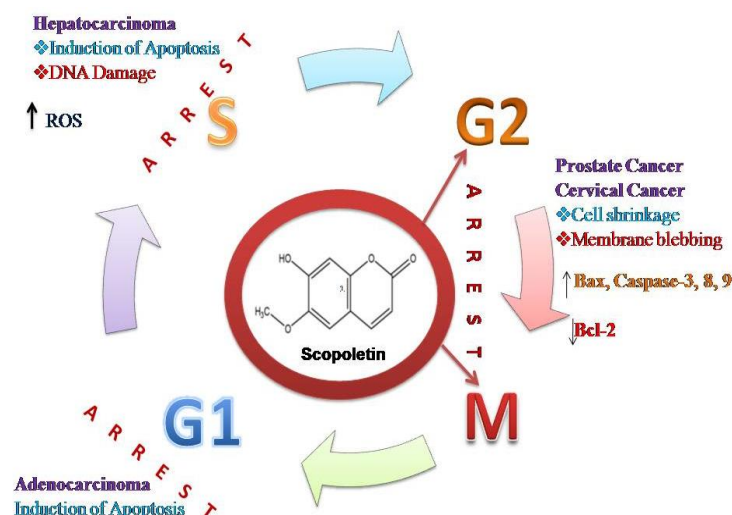 Hepatocarcinoma
❖Induction of Apoptosis
❖DNA Damage
↑ ROS
ARREST
S
G2
Prostate Cancer
Cervical Cancer
❖Cell shrinkage
❖Membrane blebbing
↑ Bax, Caspase-3, 8, 9
↓ Bcl-2
ARREST
HO
O
O
H₃C
O
Scopoletin
M
G1
ARREST
Adenocarcinoma
Induction of Apoptosis